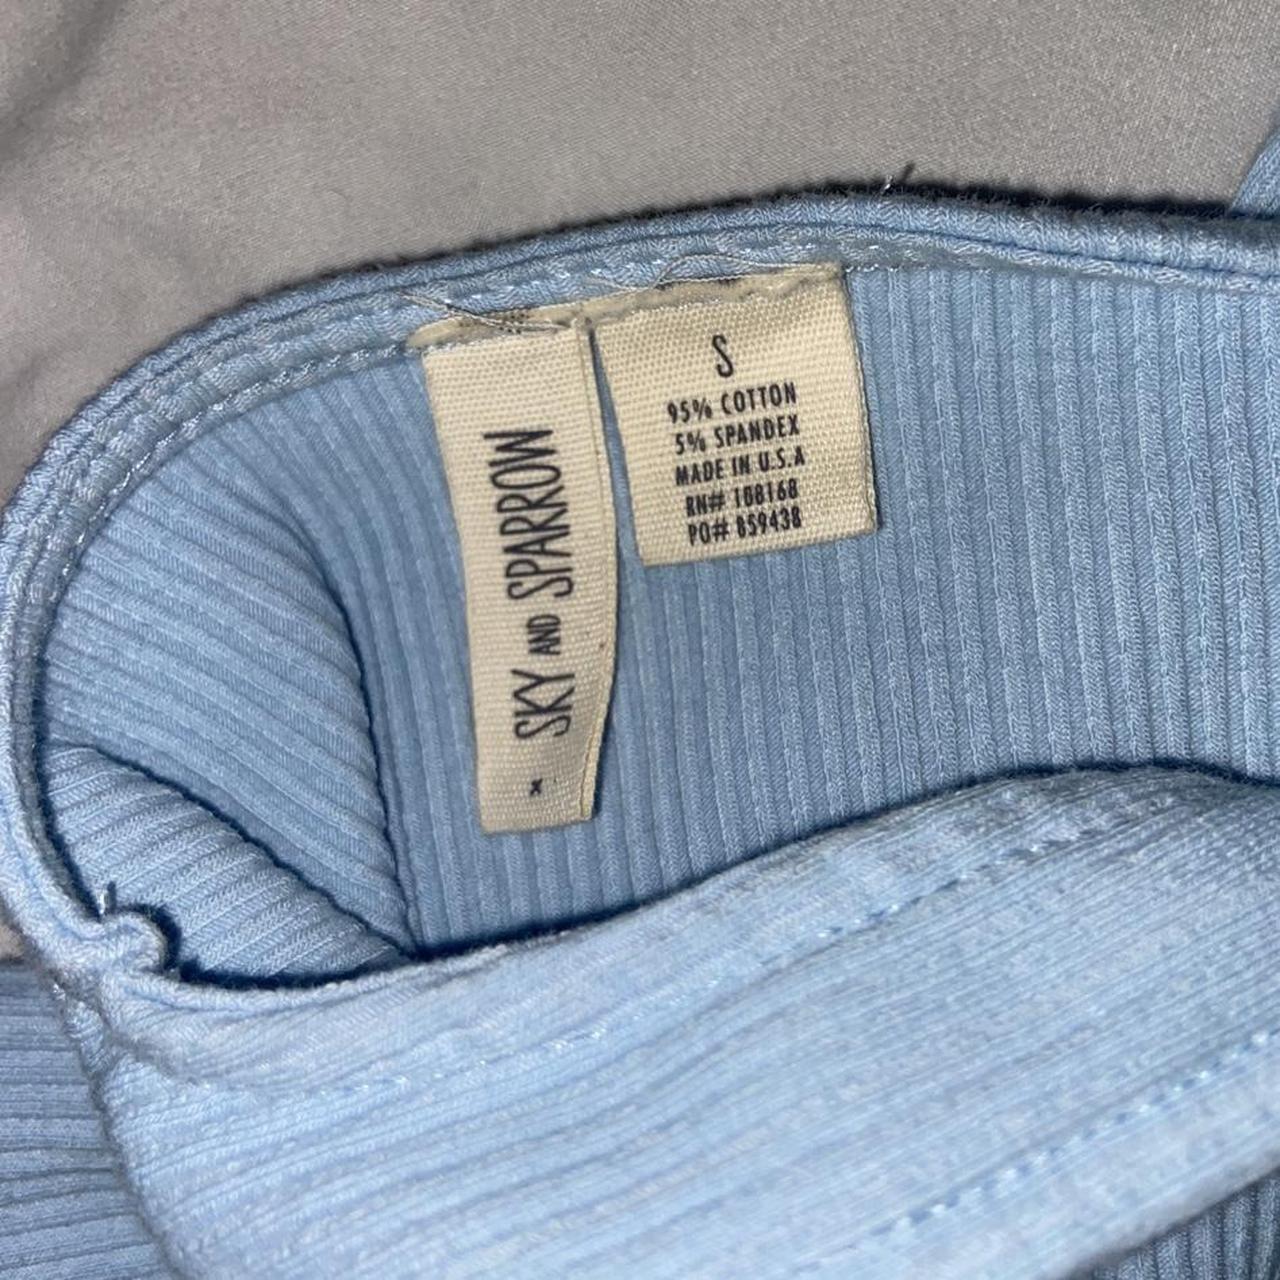 SKY AND SPARROW
x
S
95% COTTON
5% SPANDEX
MADE IN U.S.A
RN# 108168
PO# 859438